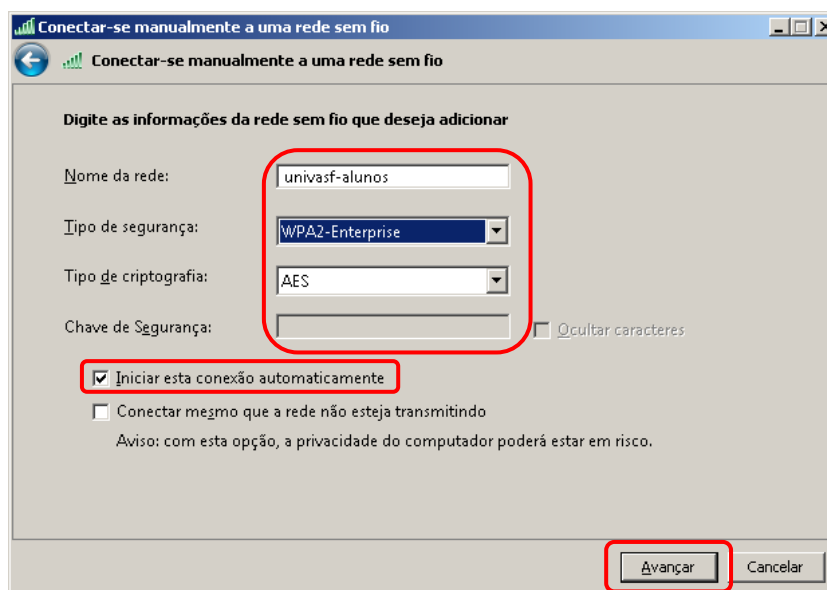 Conectar-se manualmente a uma rede sem fio
Conectar-se manualmente a uma rede sem fio
Digite as informações da rede sem fio que deseja adicionar
Nome da rede: univasf-alunos
Tipo de segurança: WPA2-Enterprise
Tipo de criptografia: AES
Chave de Segurança: Ocultar caracteres
Iniciar esta conexão automaticamente
Conectar mesmo que a rede não esteja transmitindo
Aviso: com esta opção, a privacidade do computador poderá estar em risco.
Avançar Cancelar